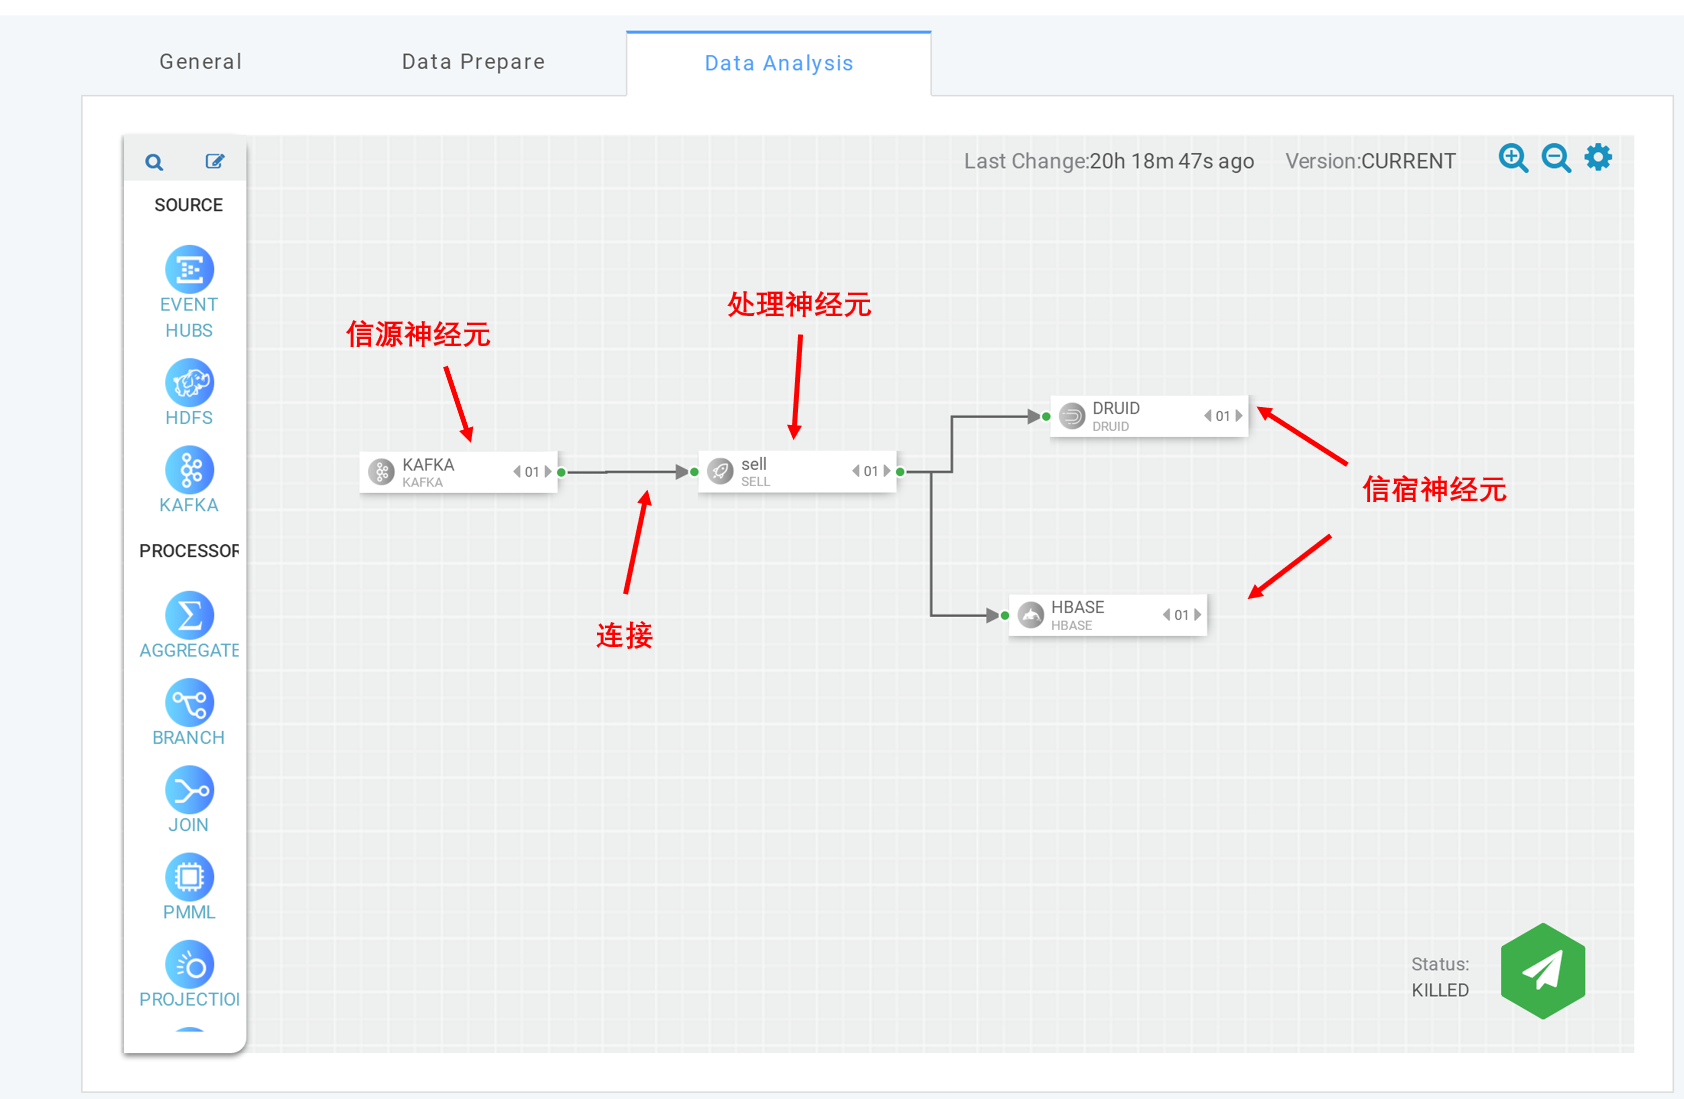 General
Data Prepare
Data Analysis
Last Change:20h 18m 47s ago
Version:CURRENT
SOURCE
EVENT
HUBS
HDFS
KAFKA
PROCESSOR
AGGREGATE
BRANCH
JOIN
PMML
PROJECTIO
信源神经元
处理神经元
信宿神经元
连接
KAFKA
KAFKA
01
sell
SELL
01
DRUID
DRUID
01
HBASE
HBASE
01
Status:
KILLED